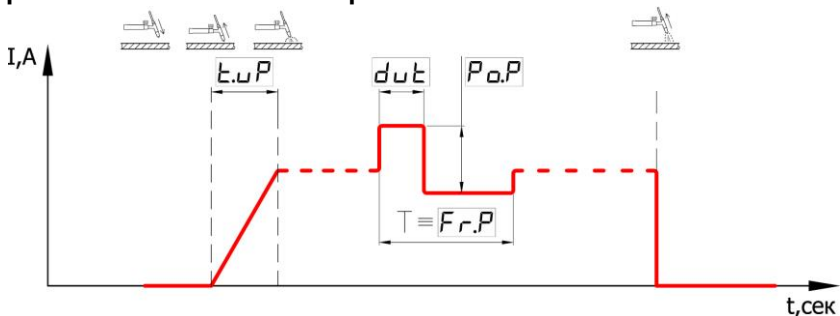 I,A
t.uP
dut
Po.P
T ≡ Fr.P
t,сек